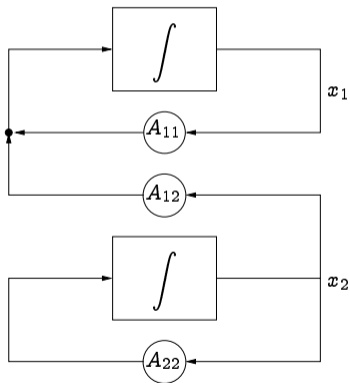 ∫
x₁
A₁₁
A₁₂
∫
x₂
A₂₂